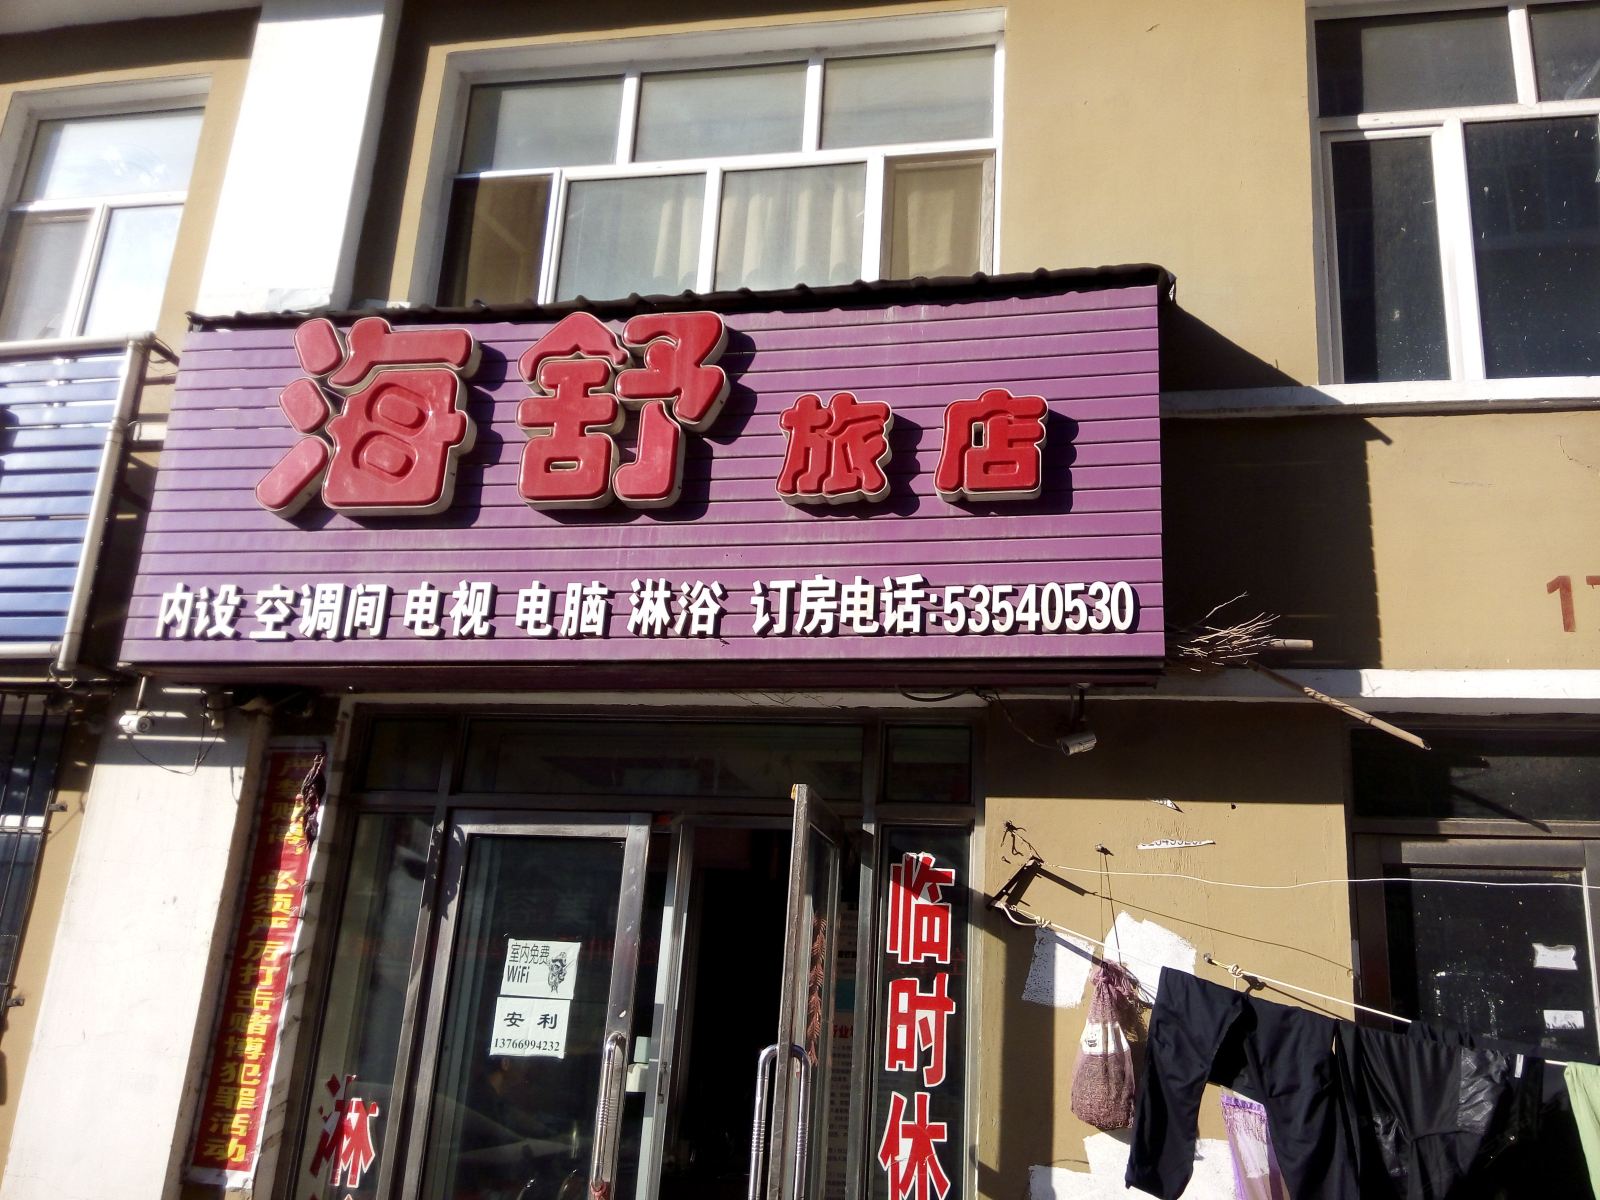 海舒旅店
内设 空调间 电视 电脑 淋浴 订房电话:53540530
严禁赌博,必须严厉打击赌博犯罪活动
室内免费
WiFi
安利
13766994232
淋
临时休